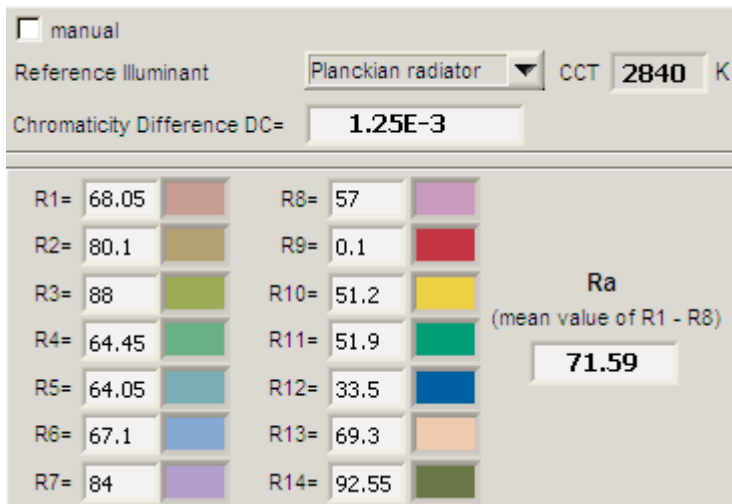 manual
Reference Illuminant Planckian radiator CCT 2840 K
Chromaticity Difference DC= 1.25E-3
R1= 68.05 R8= 57
R2= 80.1 R9= 0.1
R3= 88 R10= 51.2
R4= 64.45 R11= 51.9
R5= 64.05 R12= 33.5
R6= 67.1 R13= 69.3
R7= 84 R14= 92.55
Ra
(mean value of R1 - R8)
71.59